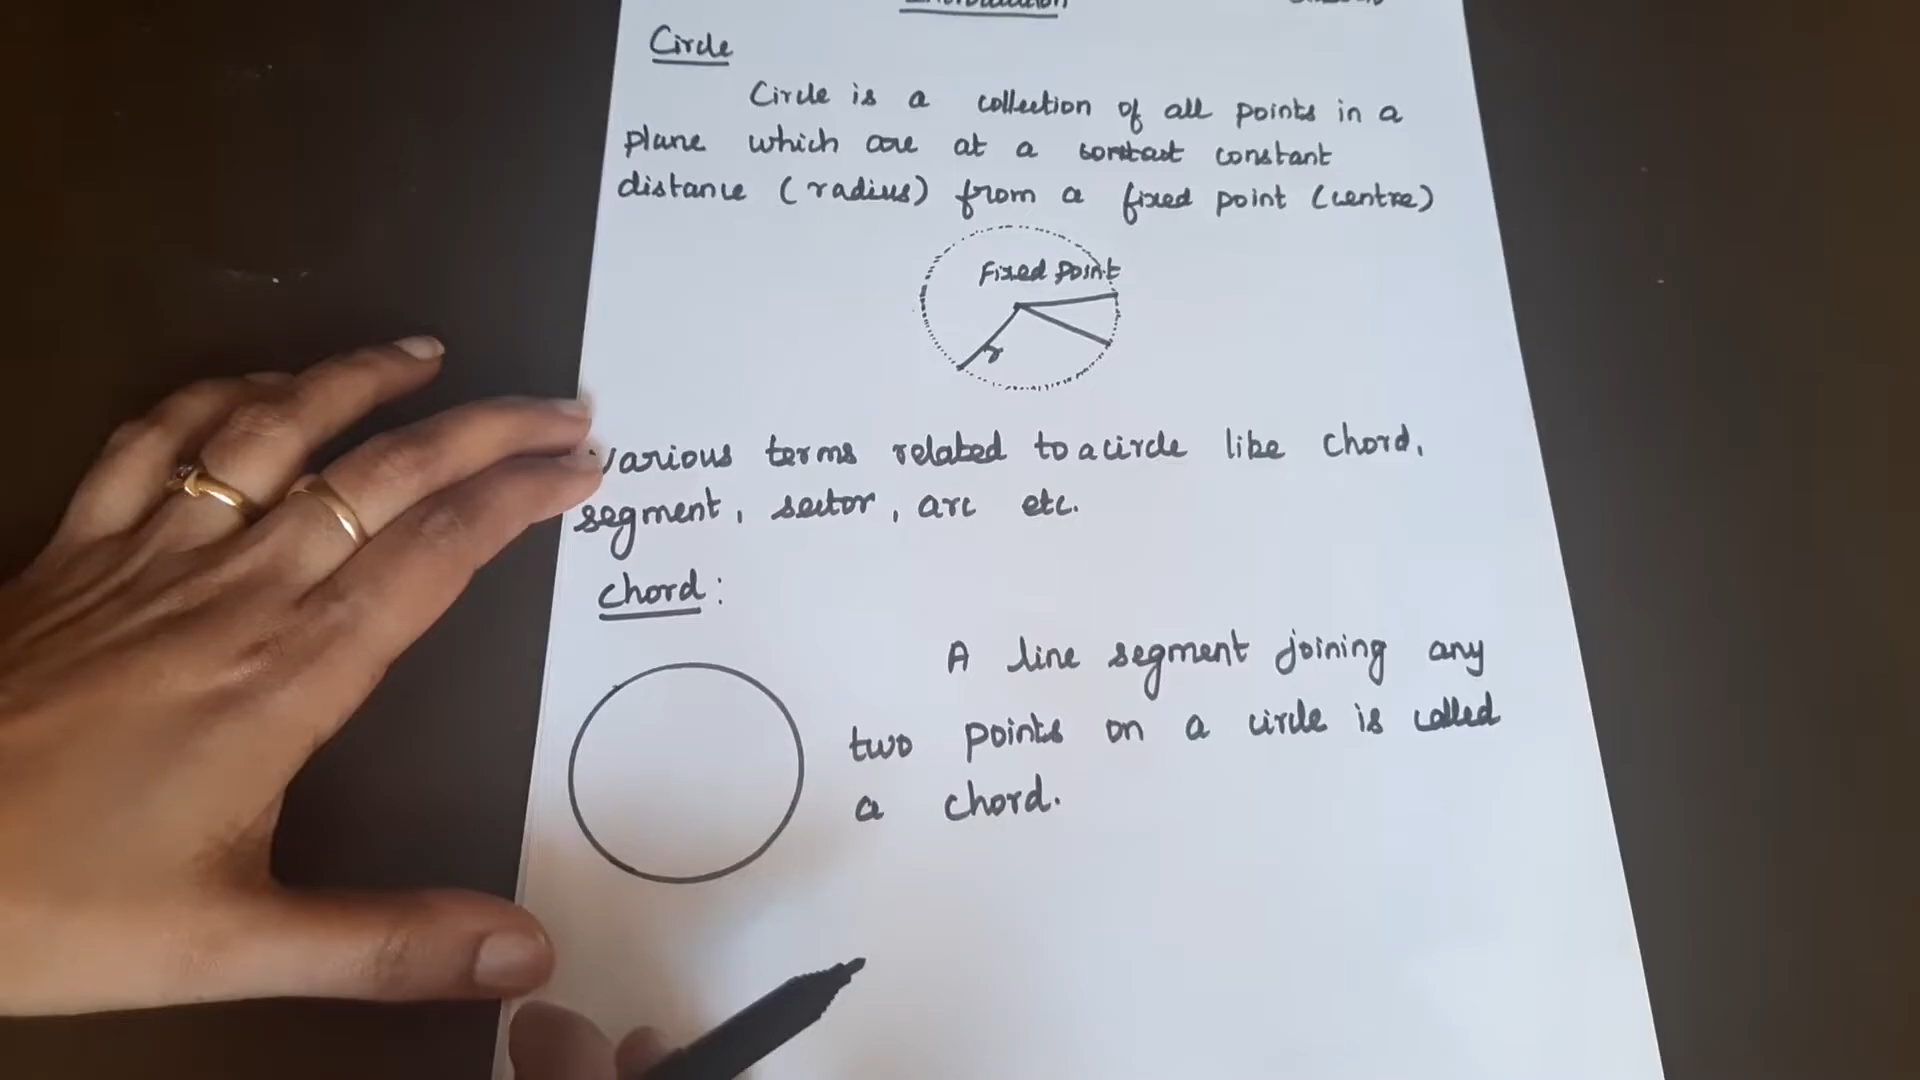 Introduction
Circle
Circle is a collection of all points in a
plane which are at a constant
distance (radius) from a fixed point (centre)
Fixed Point
r
Various terms related to a circle like chord,
segment, sector, arc etc.
Chord:
A line segment joining any
two points on a circle is called
a chord.